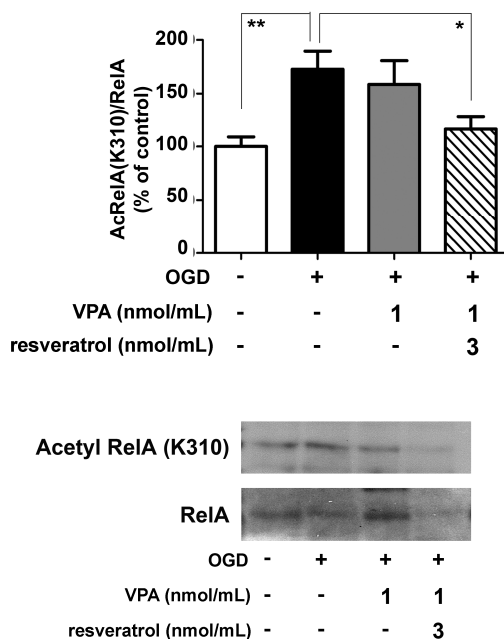 ** *
200
150
100
50
0
AcRelA(K310)/RelA
(% of control)
OGD - + + +
VPA (nmol/mL) - - 1 1
resveratrol (nmol/mL) - - - 3
Acetyl RelA (K310)
RelA
OGD - + + +
VPA (nmol/mL) - - 1 1
resveratrol (nmol/mL) - - - 3